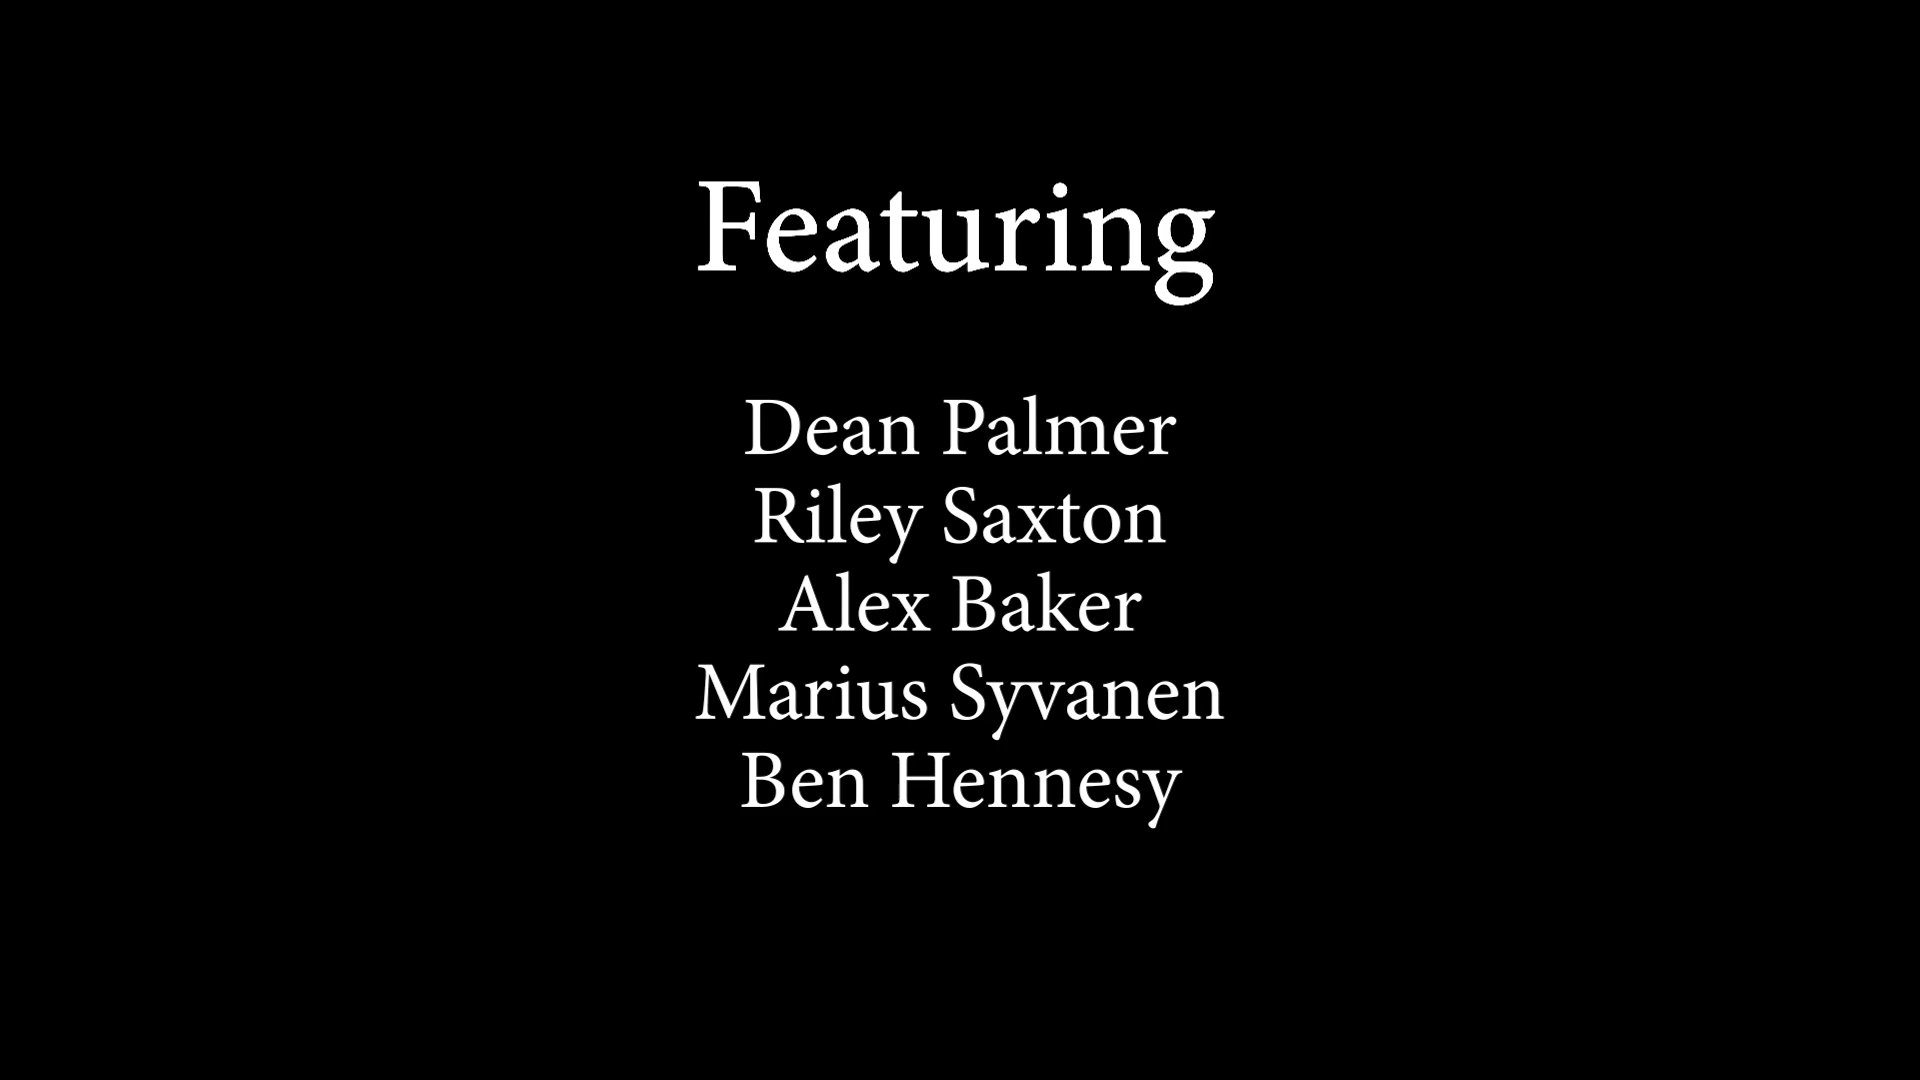 Featuring
Dean Palmer
Riley Saxton
Alex Baker
Marius Syvanen
Ben Hennesy